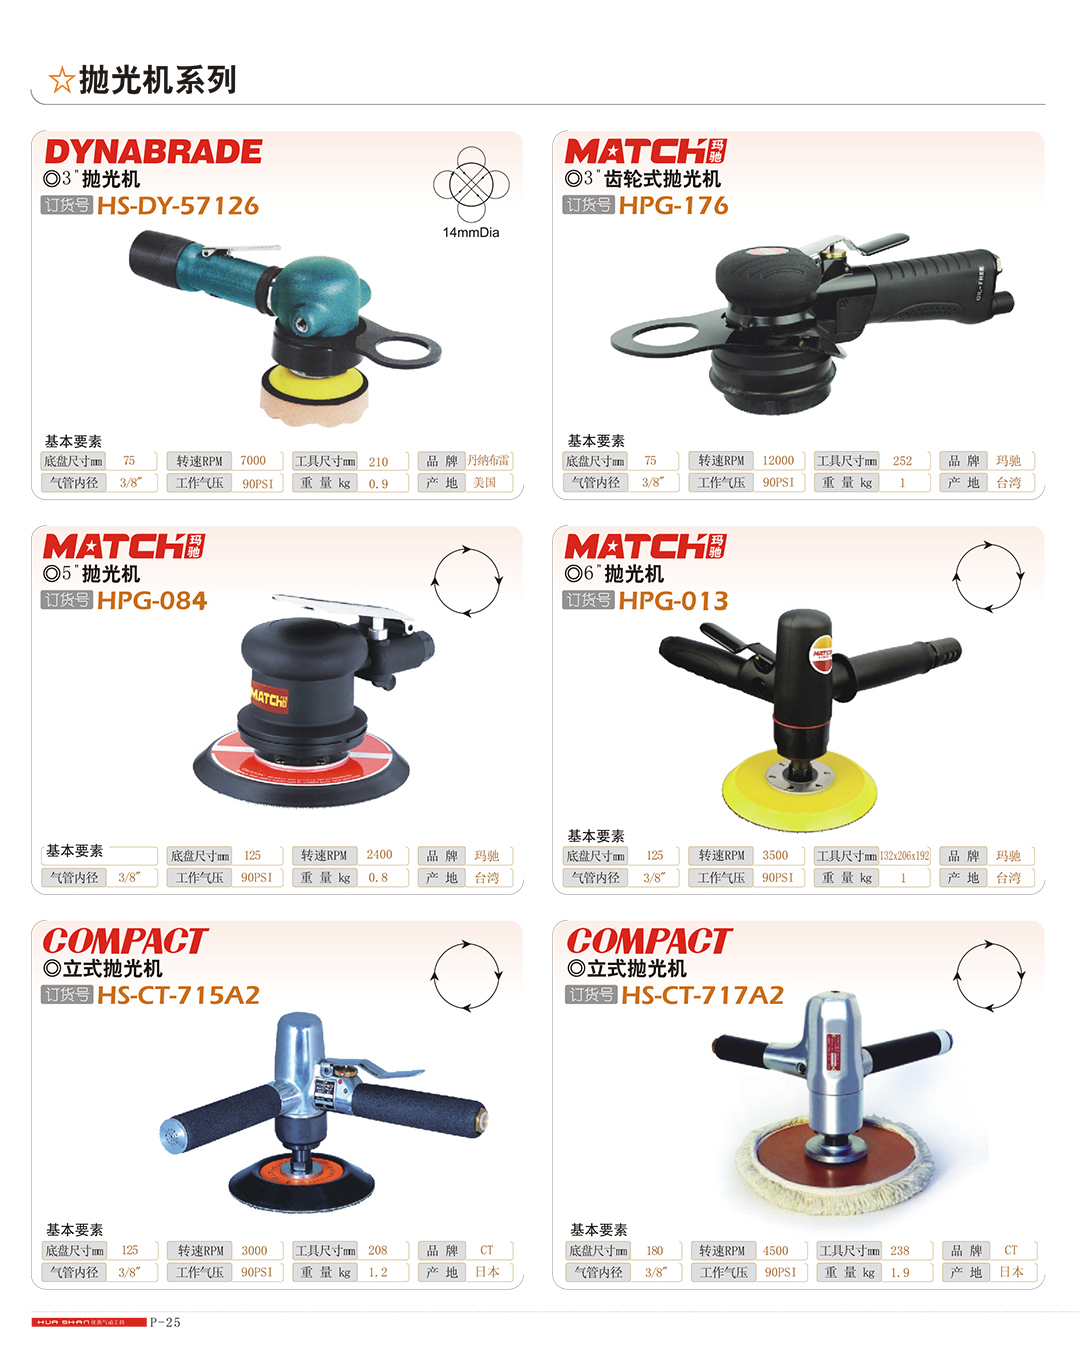 ☆抛光机系列
DYNABRADE
◎3"抛光机
订货号 HS-DY-57126
14mmDia
基本要素
底盘尺寸mm 75 转速RPM 7000 工具尺寸mm 210 品 牌 丹纳布雷
气管内径 3/8″ 工作气压 90PSI 重 量 kg 0.9 产 地 美国
MATCH 玛驰
◎3"齿轮式抛光机
订货号 HPG-176
OIL-FREE
基本要素
底盘尺寸mm 75 转速RPM 12000 工具尺寸mm 252 品 牌 玛驰
气管内径 3/8″ 工作气压 90PSI 重 量 kg 1 产 地 台湾
MATCH 玛驰
◎5"抛光机
订货号 HPG-084
MATCH
基本要素 底盘尺寸mm 125 转速RPM 2400 品 牌 玛驰
气管内径 3/8″ 工作气压 90PSI 重 量 kg 0.8 产 地 台湾
MATCH 玛驰
◎6"抛光机
订货号 HPG-013
MATCH
基本要素
底盘尺寸mm 125 转速RPM 3500 工具尺寸mm 132x206x192 品 牌 玛驰
气管内径 3/8″ 工作气压 90PSI 重 量 kg 1 产 地 台湾
COMPACT
◎立式抛光机
订货号 HS-CT-715A2
基本要素
底盘尺寸mm 125 转速RPM 3000 工具尺寸mm 208 品 牌 CT
气管内径 3/8″ 工作气压 90PSI 重 量 kg 1.2 产 地 日本
COMPACT
◎立式抛光机
订货号 HS-CT-717A2
基本要素
底盘尺寸mm 180 转速RPM 4500 工具尺寸mm 238 品 牌 CT
气管内径 3/8″ 工作气压 90PSI 重 量 kg 1.9 产 地 日本
HUA SHAN 华善气动工具 P-25